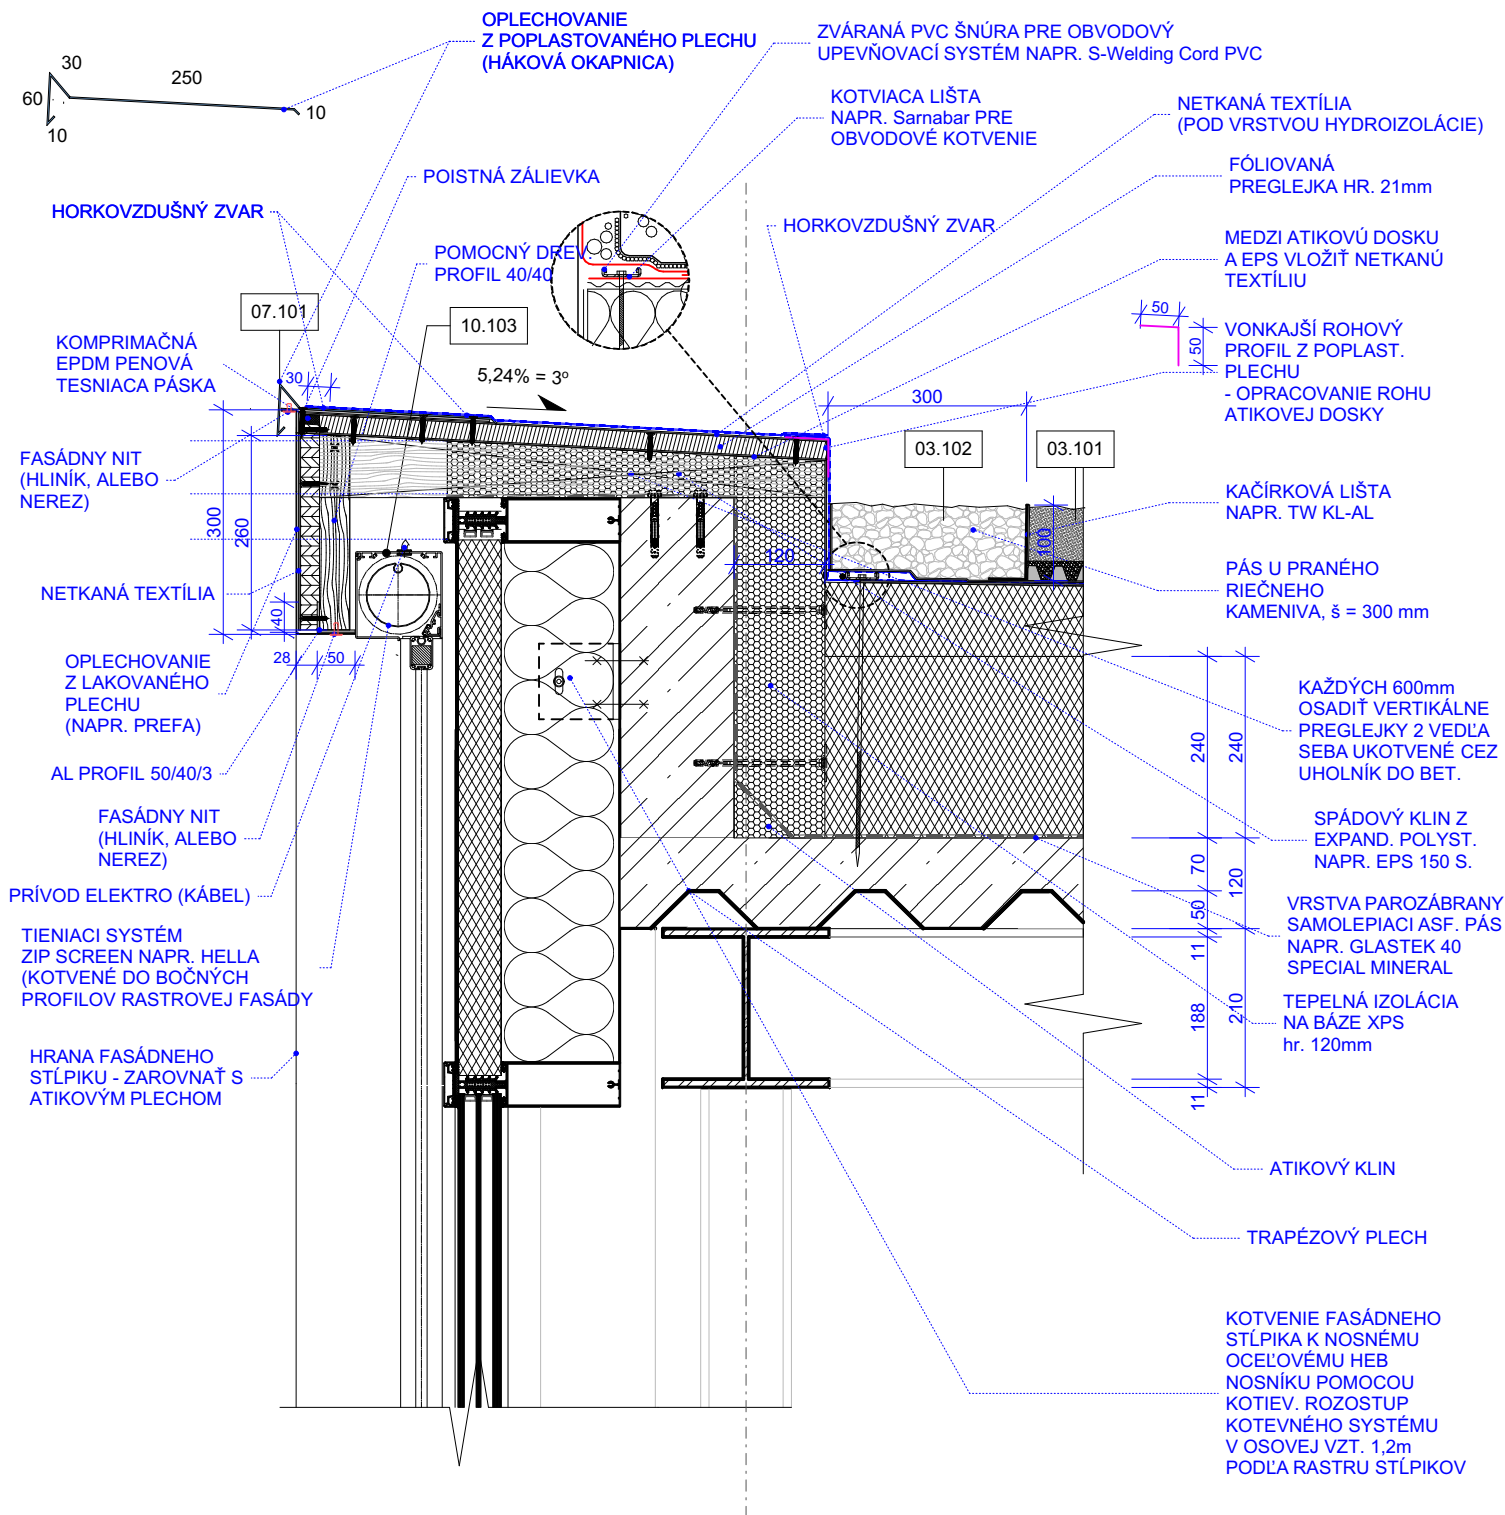 OPLECHOVANIE
Z POPLASTOVANÉHO PLECHU
(HÁKOVÁ OKAPNICA)
ZVÁRANÁ PVC ŠNÚRA PRE OBVODOVÝ
UPEVŇOVACÍ SYSTÉM NAPR. S-Welding Cord PVC
30
250
60
10
10
KOTVIACA LIŠTA
NAPR. Sarnabar PRE
OBVODOVÉ KOTVENIE
NETKANÁ TEXTÍLIA
(POD VRSTVOU HYDROIZOLÁCIE)
POISTNÁ ZÁLIEVKA
FÓLIOVANÁ
PREGLEJKA HR. 21mm
HORKOVZDUŠNÝ ZVAR
HORKOVZDUŠNÝ ZVAR
POMOCNÝ DREV.
PROFIL 40/40
MEDZI ATIKOVÚ DOSKU
A EPS VLOŽIŤ NETKANÚ
TEXTÍLIU
07.101
10.103
50
50
VONKAJŠÍ ROHOVÝ
PROFIL Z POPLAST.
PLECHU
- OPRACOVANIE ROHU
ATIKOVEJ DOSKY
KOMPRIMAČNÁ
EPDM PENOVÁ
TESNIACA PÁSKA
30
5,24% = 3º
300
03.102
03.101
FASÁDNY NIT
(HLINÍK, ALEBO
NEREZ)
300
260
KAČÍRKOVÁ LIŠTA
NAPR. TW KL-AL
100
120
NETKANÁ TEXTÍLIA
40
PÁS U PRANÉHO
RIEČNEHO
KAMENIVA, š = 300 mm
28
50
OPLECHOVANIE
Z LAKOVANÉHO
PLECHU
(NAPR. PREFA)
KAŽDÝCH 600mm
OSADIŤ VERTIKÁLNE
PREGLEJKY 2 VEDĽA
SEBA UKOTVENÉ CEZ
UHOLNÍK DO BET.
240
240
AL PROFIL 50/40/3
FASÁDNY NIT
(HLINÍK, ALEBO
NEREZ)
SPÁDOVÝ KLIN Z
EXPAND. POLYST.
NAPR. EPS 150 S.
70
120
50
PRÍVOD ELEKTRO (KÁBEL)
VRSTVA PAROZÁBRANY
SAMOLEPIACI ASF. PÁS
NAPR. GLASTEK 40
SPECIAL MINERAL
TIENIACI SYSTÉM
ZIP SCREEN NAPR. HELLA
(KOTVENÉ DO BOČNÝCH
PROFILOV RASTROVEJ FASÁDY
11
188
210
11
TEPELNÁ IZOLÁCIA
NA BÁZE XPS
hr. 120mm
HRANA FASÁDNEHO
STĹPIKU - ZAROVNAŤ S
ATIKOVÝM PLECHOM
ATIKOVÝ KLIN
TRAPÉZOVÝ PLECH
KOTVENIE FASÁDNEHO
STĹPIKA K NOSNÉMU
OCEĽOVÉMU HEB
NOSNÍKU POMOCOU
KOTIEV. ROZOSTUP
KOTEVNÉHO SYSTÉMU
V OSOVEJ VZT. 1,2m
PODĽA RASTRU STĹPIKOV